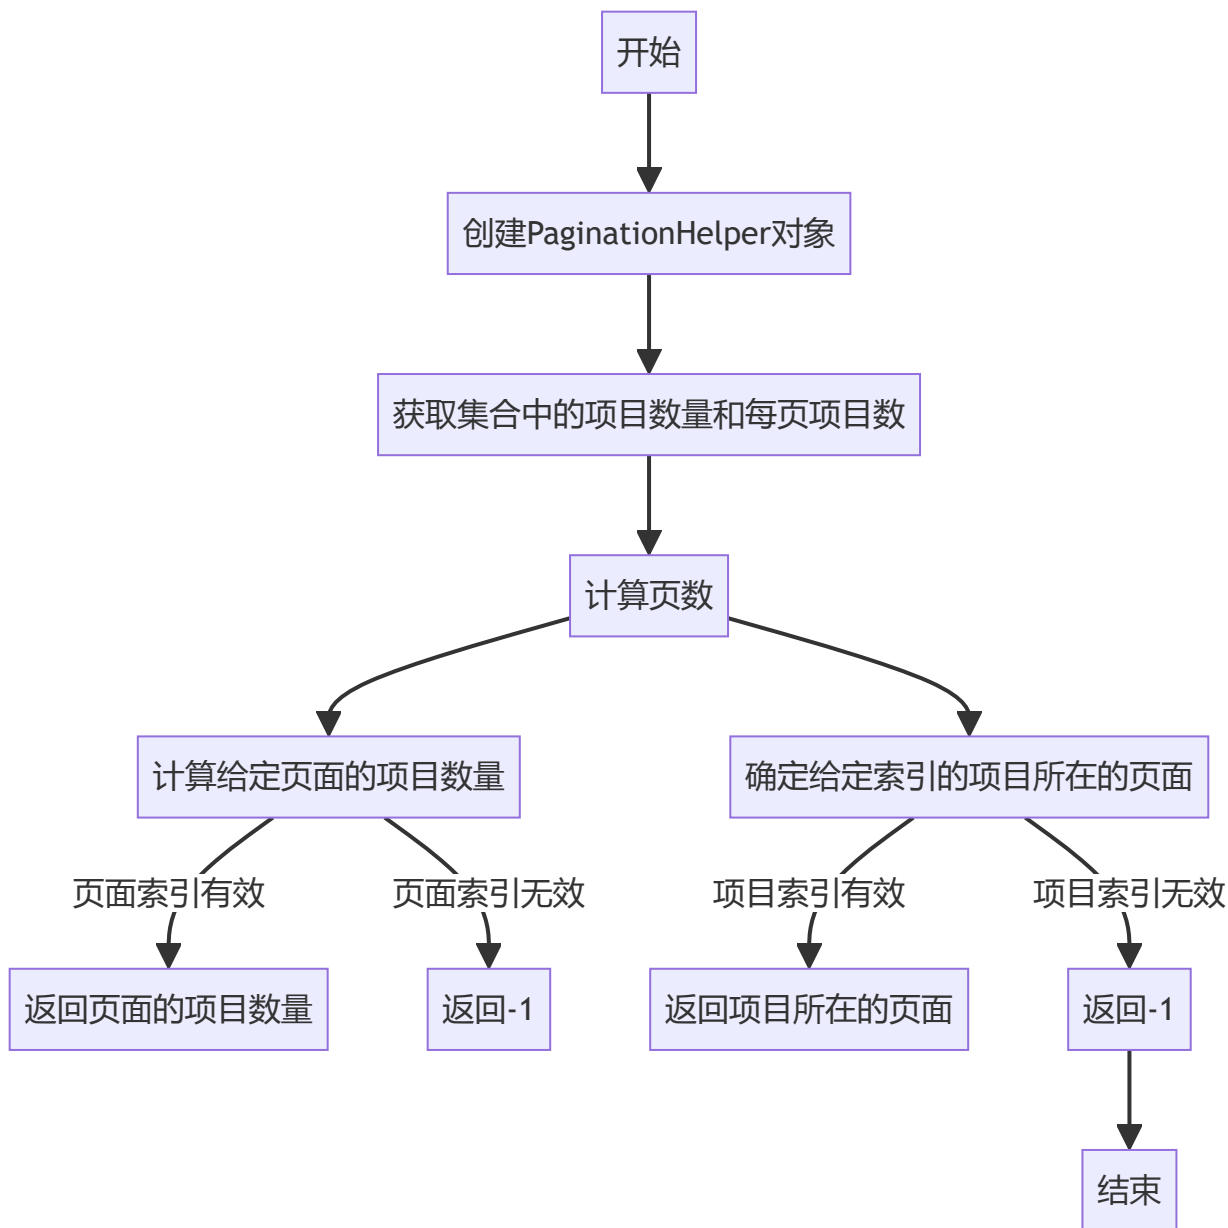 开始
创建PaginationHelper对象
获取集合中的项目数量和每页项目数
计算页数
计算给定页面的项目数量
确定给定索引的项目所在的页面
页面索引有效
页面索引无效
项目索引有效
项目索引无效
返回页面的项目数量
返回-1
返回项目所在的页面
返回-1
结束